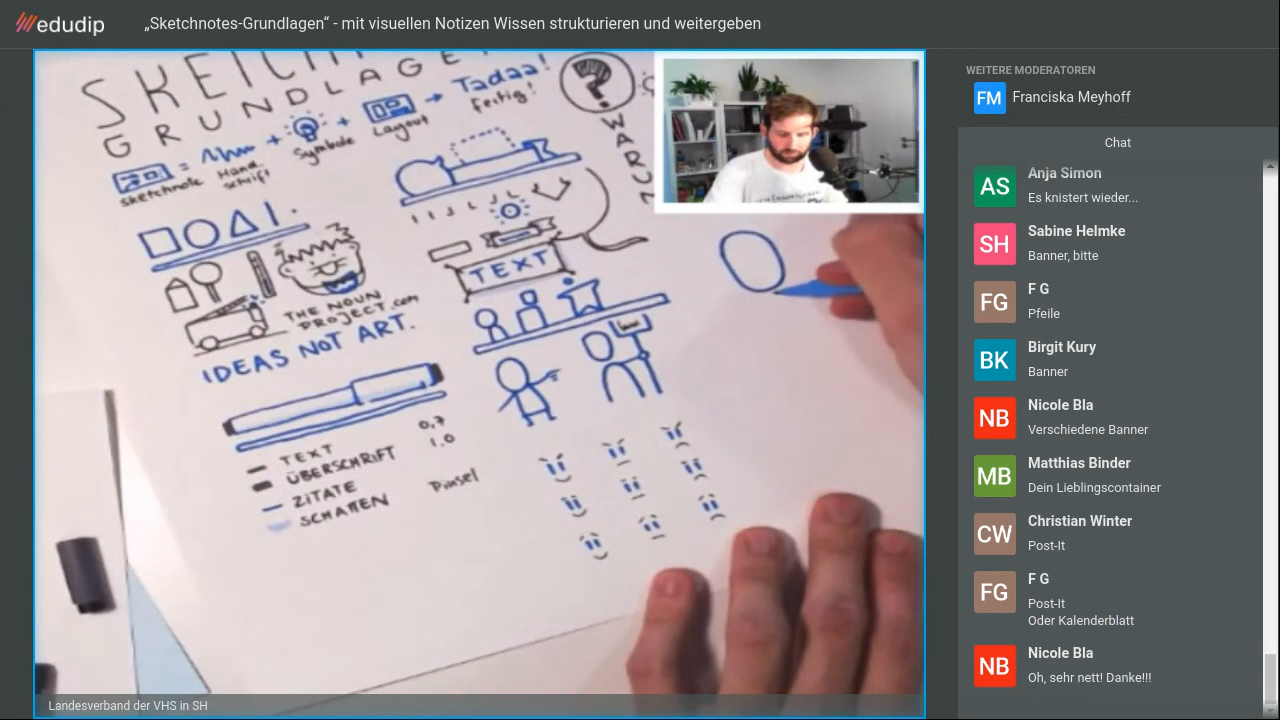 edudip
„Sketchnotes-Grundlagen“ - mit visuellen Notizen Wissen strukturieren und weitergeben
GRUNDLAGE
sketchnote = Handschrift + Symbole + Layout → Tadaa! fertig!
?
WARUM
TEXT
THE NOUN
PROJECT.com
IDEAS NOT ART.
TEXT 0,7
ÜBERSCHRIFT 1.0
ZITATE
SCHATTEN Pinsel
Landesverband der VHS in SH
WEITERE MODERATOREN
FM Franciska Meyhoff
Chat
AS Anja Simon
Es knistert wieder...
SH Sabine Helmke
Banner, bitte
FG F G
Pfeile
BK Birgit Kury
Banner
NB Nicole Bla
Verschiedene Banner
MB Matthias Binder
Dein Lieblingscontainer
CW Christian Winter
Post-It
FG F G
Post-It
Oder Kalenderblatt
NB Nicole Bla
Oh, sehr nett! Danke!!!